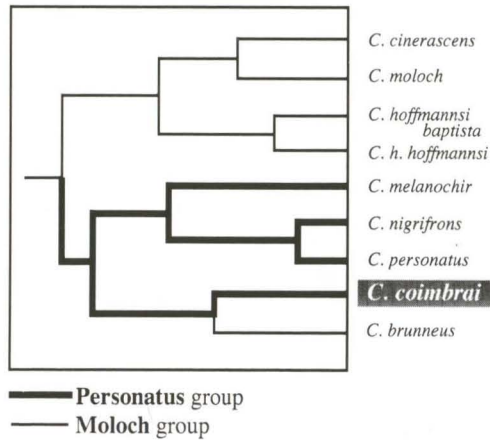 C. cinerascens
C. moloch
C. hoffmannsi
baptista
C. h. hoffmannsi
C. melanochir
C. nigrifrons
C. personatus
C. coimbrai
C. brunneus
Personatus group
Moloch group